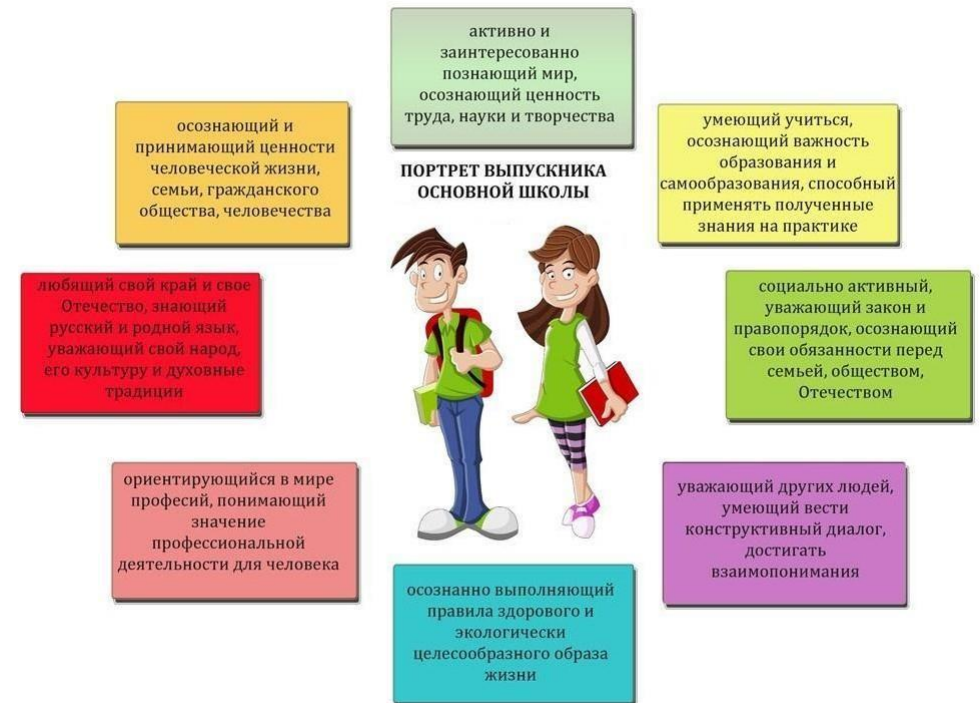 активно и
заинтересованно
познающий мир,
осознающий ценность
труда, науки и творчества
ПОРТРЕТ ВЫПУСКНИКА
ОСНОВНОЙ ШКОЛЫ
осознающий и
принимающий ценности
человеческой жизни,
семьи, гражданского
общества, человечества
умеющий учиться,
осознающий важность
образования и
самообразования, способный
применять полученные
знания на практике
любящий свой край и свое
Отечество, знающий
русский и родной язык,
уважающий свой народ,
его культуру и духовные
традиции
социально активный,
уважающий закон и
правопорядок, осознающий
свои обязанности перед
семьей, обществом,
Отечеством
ориентирующийся в мире
професий, понимающий
значение
профессиональной
деятельности для человека
уважающий других людей,
умеющий вести
конструктивный диалог,
достигать
взаимопонимания
осознанно выполняющий
правила здорового и
экологически
целесообразного образа
жизни